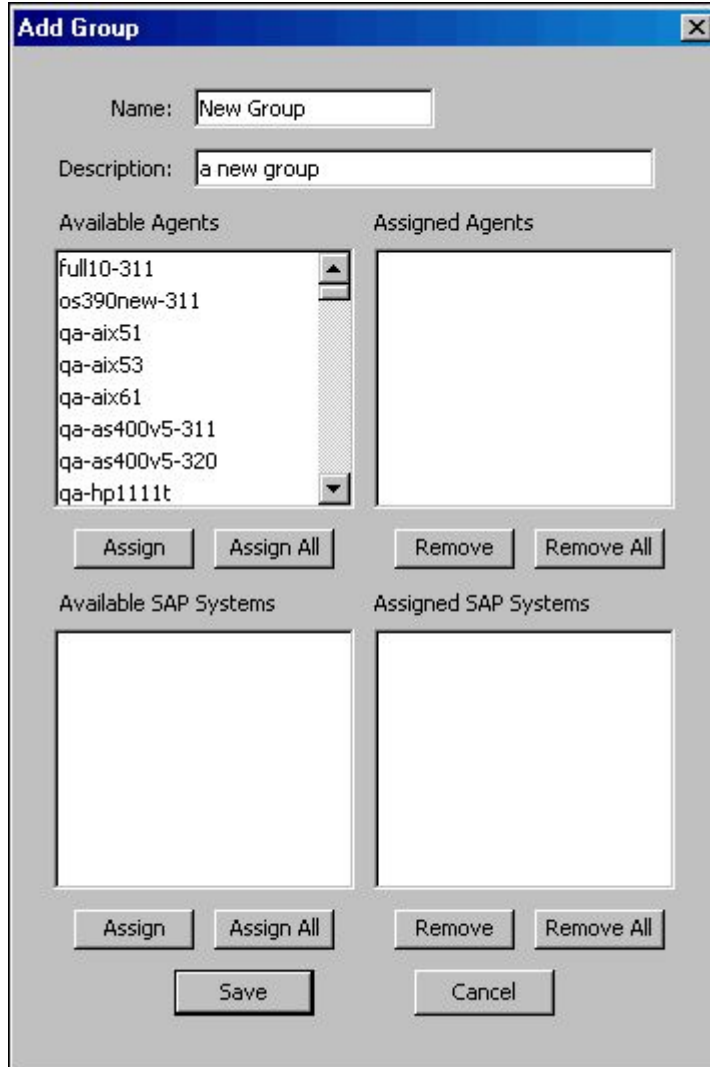 Add Group
Name: New Group
Description: a new group
Available Agents Assigned Agents
full10-311
os390new-311
qa-aix51
qa-aix53
qa-aix61
qa-as400v5-311
qa-as400v5-320
qa-hp1111t
Assign Assign All Remove Remove All
Available SAP Systems Assigned SAP Systems
Assign Assign All Remove Remove All
Save Cancel